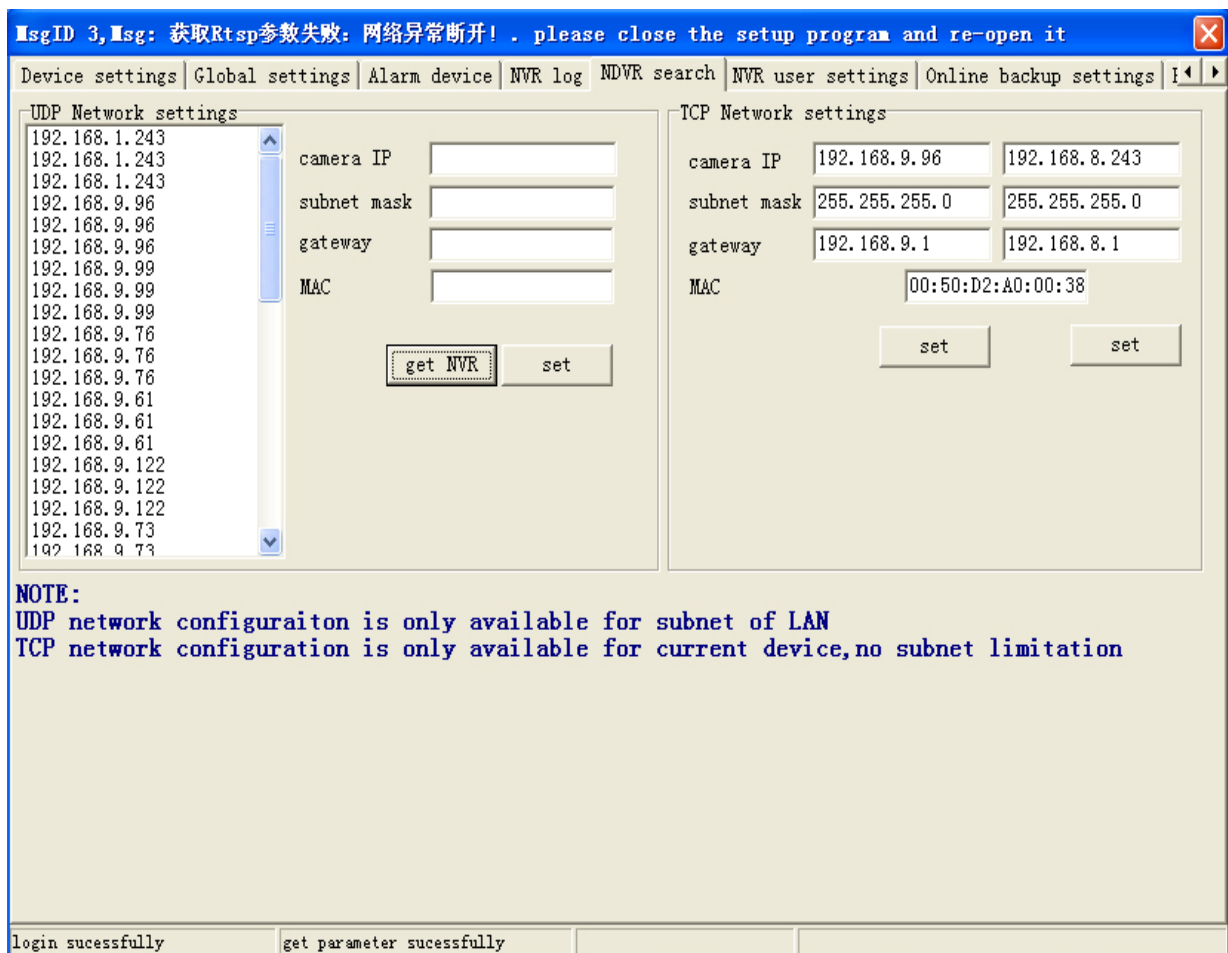 MsgID 3,Msg: 获取Rtsp参数失败: 网络异常断开! . please close the setup program and re-open it
Device settings Global settings Alarm device NVR log NDVR search NVR user settings Online backup settings
UDP Network settings
192.168.1.243
192.168.1.243
192.168.1.243
192.168.9.96
192.168.9.96
192.168.9.96
192.168.9.99
192.168.9.99
192.168.9.99
192.168.9.76
192.168.9.76
192.168.9.76
192.168.9.61
192.168.9.61
192.168.9.61
192.168.9.122
192.168.9.122
192.168.9.122
192.168.9.73
192.168.9.73
camera IP
subnet mask
gateway
MAC
get NVR set
TCP Network settings
camera IP 192.168.9.96 192.168.8.243
subnet mask 255.255.255.0 255.255.255.0
gateway 192.168.9.1 192.168.8.1
MAC 00:50:D2:A0:00:38
set set
NOTE:
UDP network configuraiton is only available for subnet of LAN
TCP network configuration is only available for current device,no subnet limitation
login sucessfully get parameter sucessfully